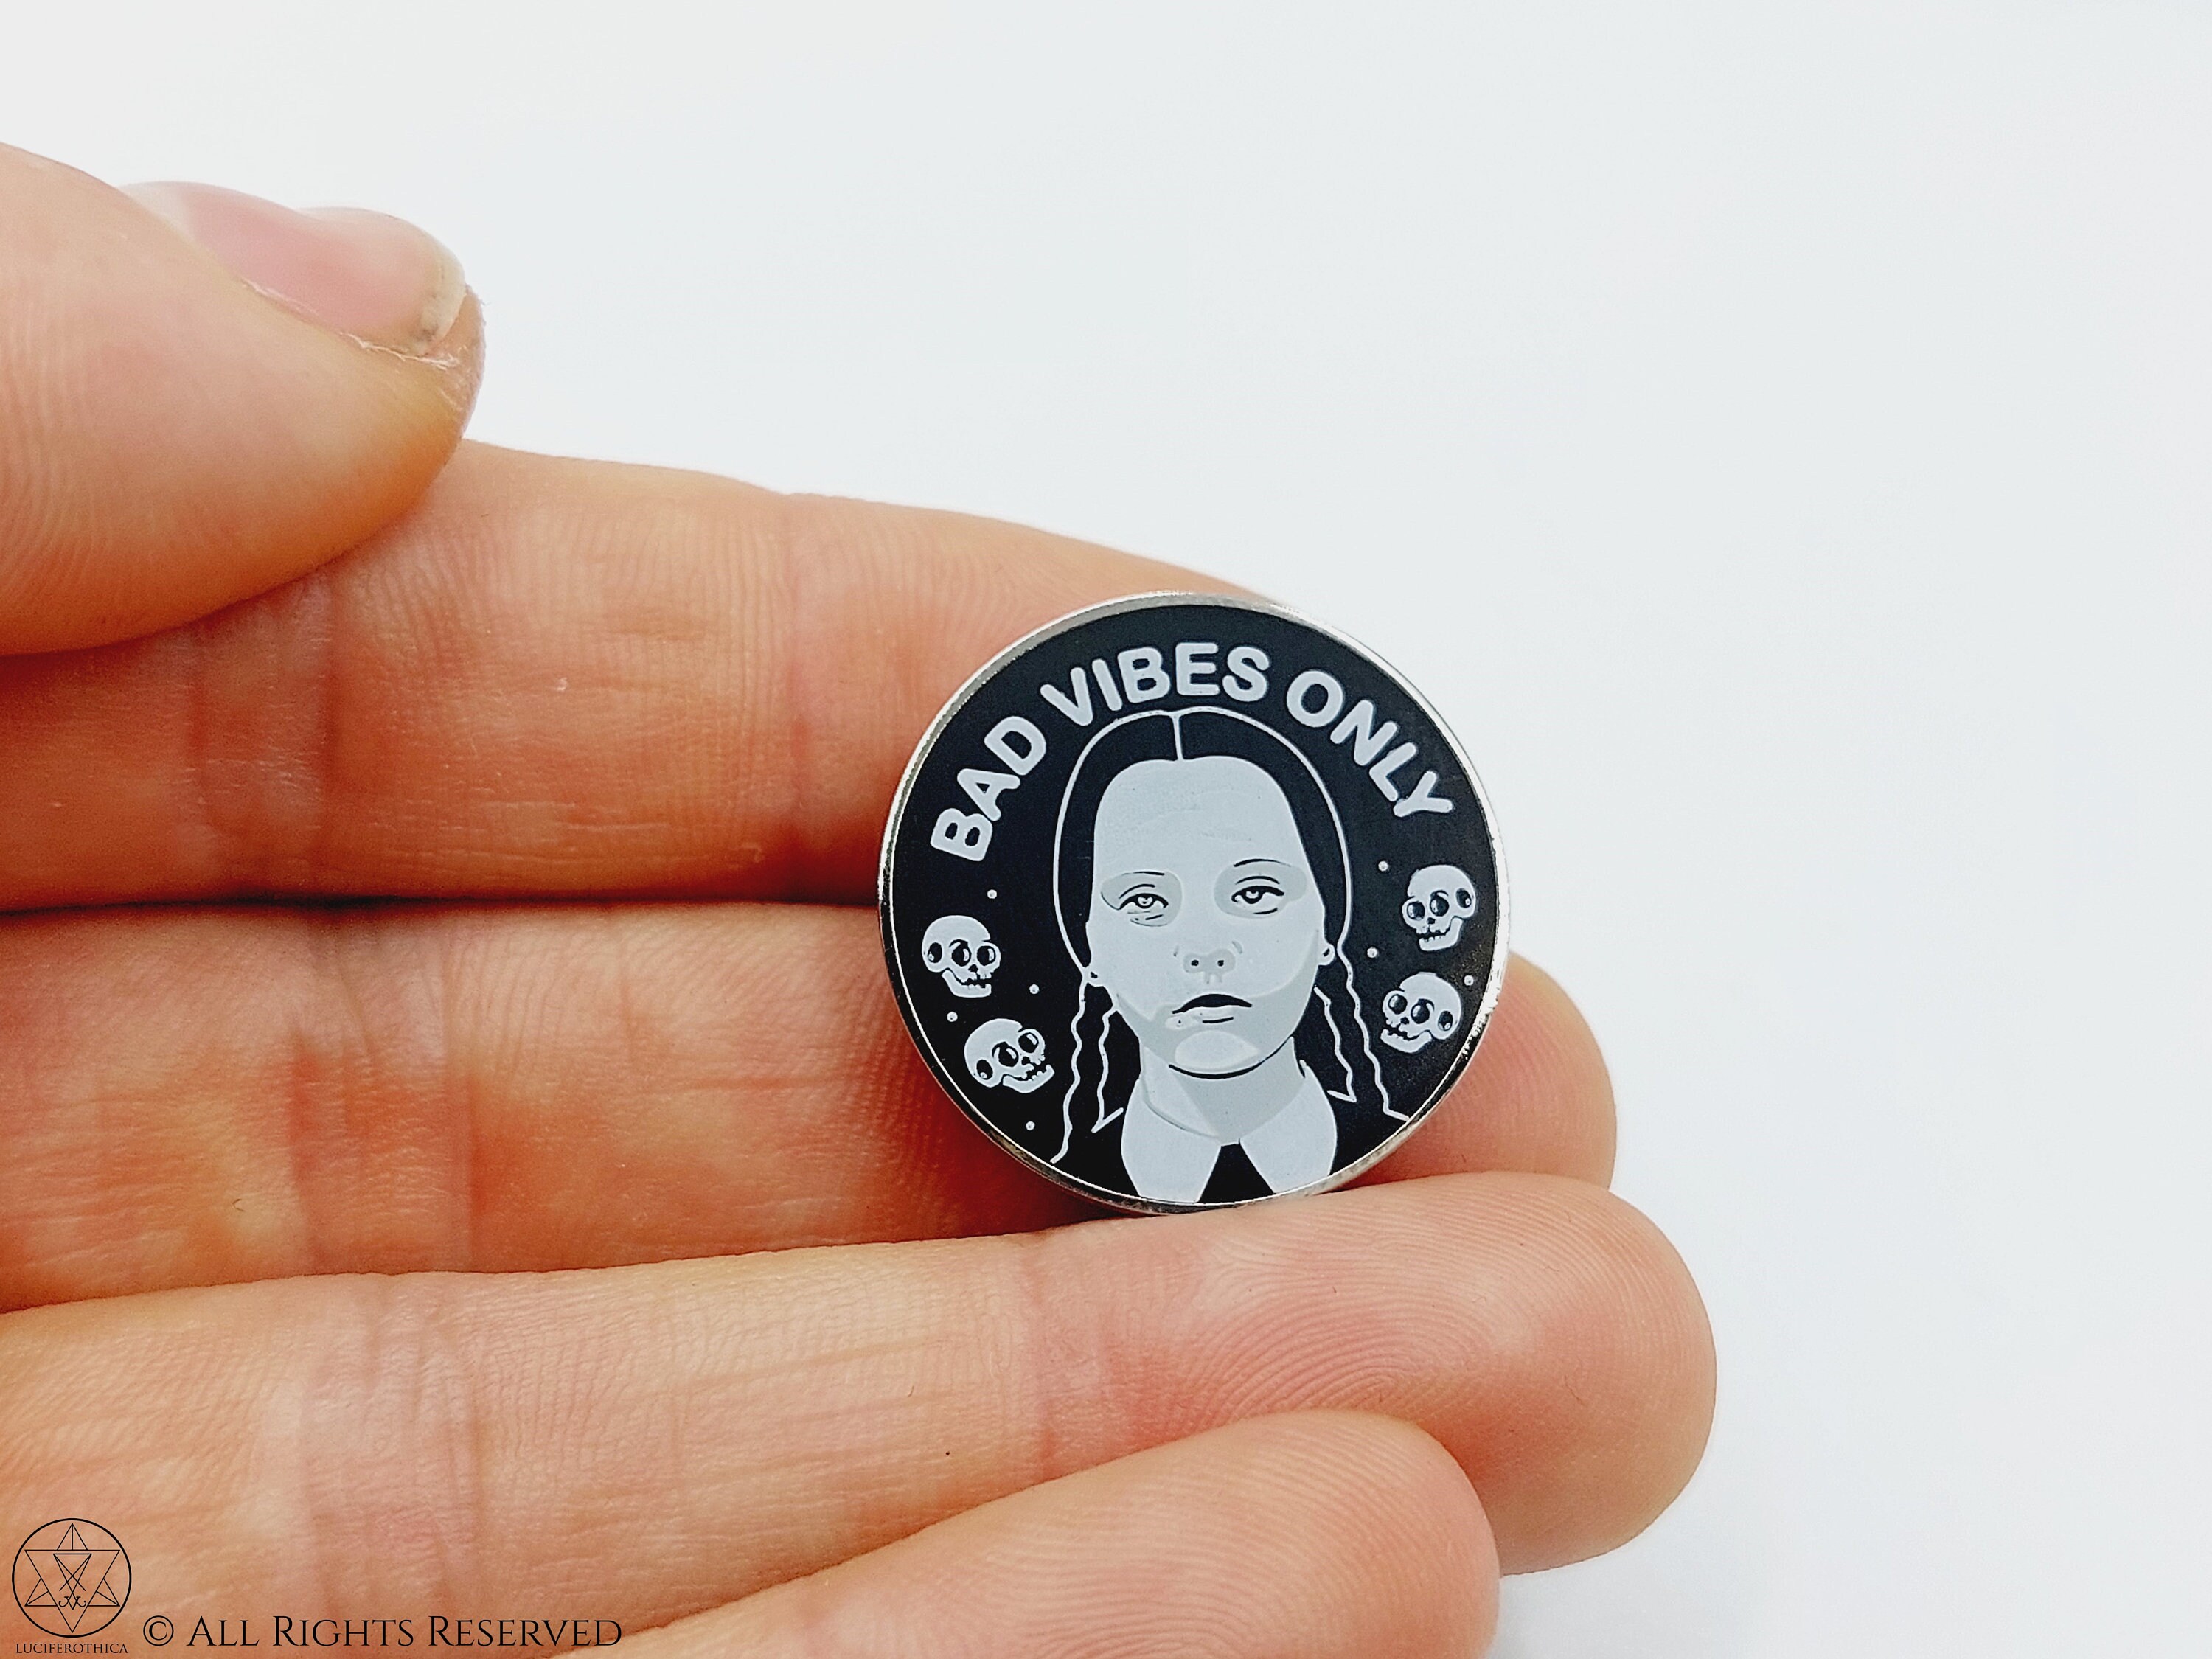 BAD VIBES ONLY
LUCIFEROTHICA
© ALL RIGHTS RESERVED